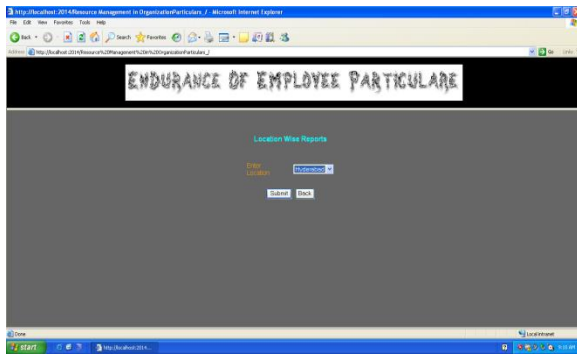 http://localhost:2014/Resource Management in OrganizationParticulars_/ - Microsoft Internet Explorer
File Edit View Favorites Tools Help
Back Search Favorites
Address http://localhost:2014/Resource%20Management%20in%20OrganizationParticulars_/ Go Links
ENDURANCE OF EMPLOYEE PARTICULARE
Location Wise Reports
Enter Location Hyderabad
Submit Back
Done Local intranet
start http://localhost:2014...